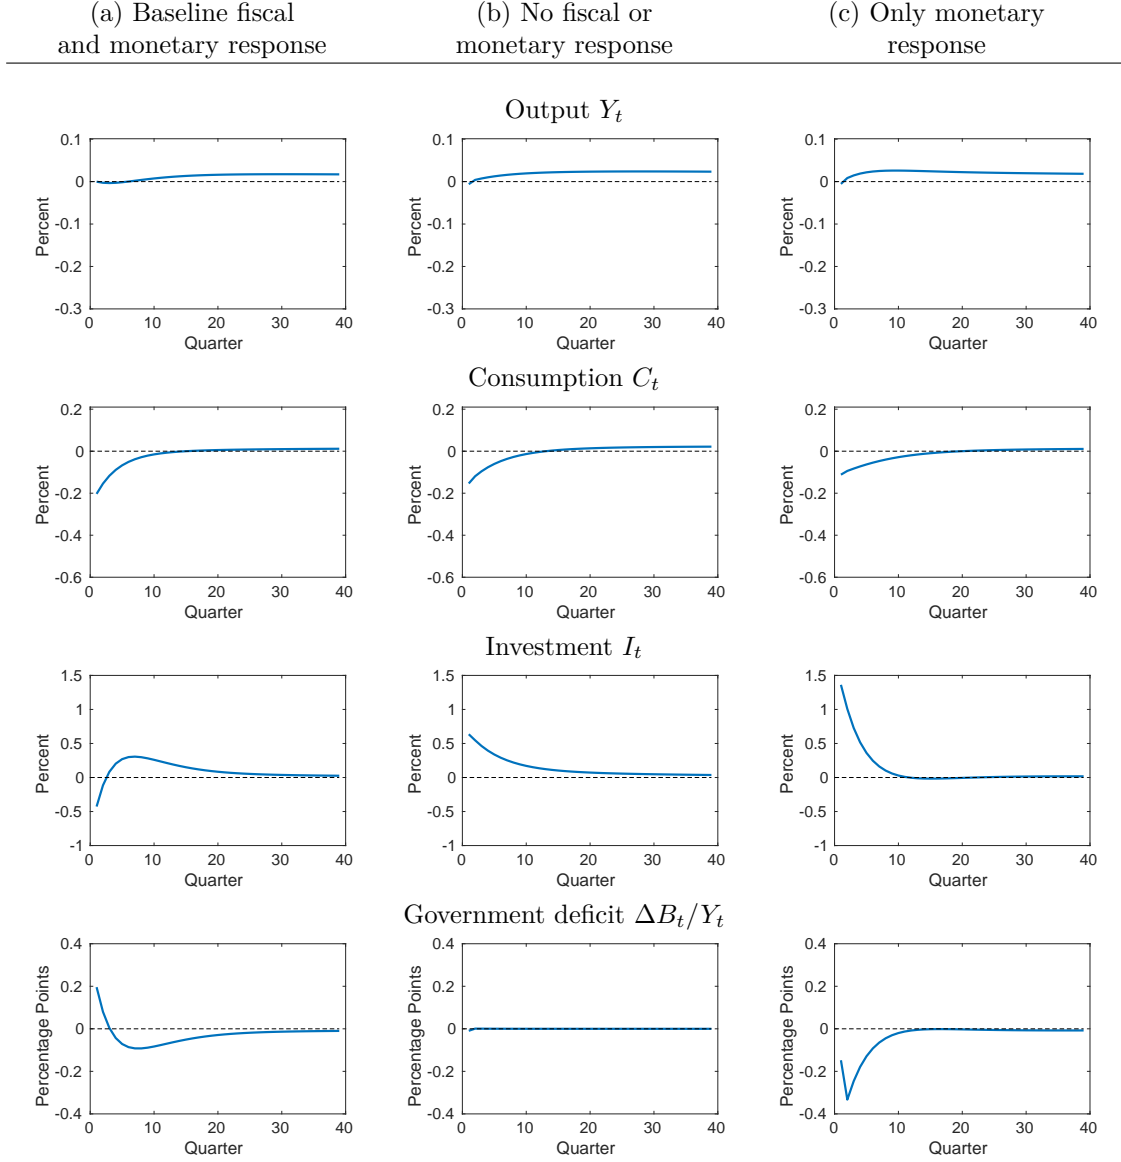 (a) Baseline fiscal
and monetary response
(b) No fiscal or
monetary response
(c) Only monetary
response
Output Y_t
0.1
0
-0.1
-0.2
-0.3
Percent
0 10 20 30 40
Quarter
0.1
0
-0.1
-0.2
-0.3
Percent
0 10 20 30 40
Quarter
0.1
0
-0.1
-0.2
-0.3
Percent
0 10 20 30 40
Quarter
Consumption C_t
0.2
0
-0.2
-0.4
-0.6
Percent
0 10 20 30 40
Quarter
0.2
0
-0.2
-0.4
-0.6
Percent
0 10 20 30 40
Quarter
0.2
0
-0.2
-0.4
-0.6
Percent
0 10 20 30 40
Quarter
Investment I_t
1.5
1
0.5
0
-0.5
-1
Percent
0 10 20 30 40
Quarter
1.5
1
0.5
0
-0.5
-1
Percent
0 10 20 30 40
Quarter
1.5
1
0.5
0
-0.5
-1
Percent
0 10 20 30 40
Quarter
Government deficit ΔB_t/Y_t
0.4
0.2
0
-0.2
-0.4
Percentage Points
0 10 20 30 40
Quarter
0.4
0.2
0
-0.2
-0.4
Percentage Points
0 10 20 30 40
Quarter
0.4
0.2
0
-0.2
-0.4
Percentage Points
0 10 20 30 40
Quarter